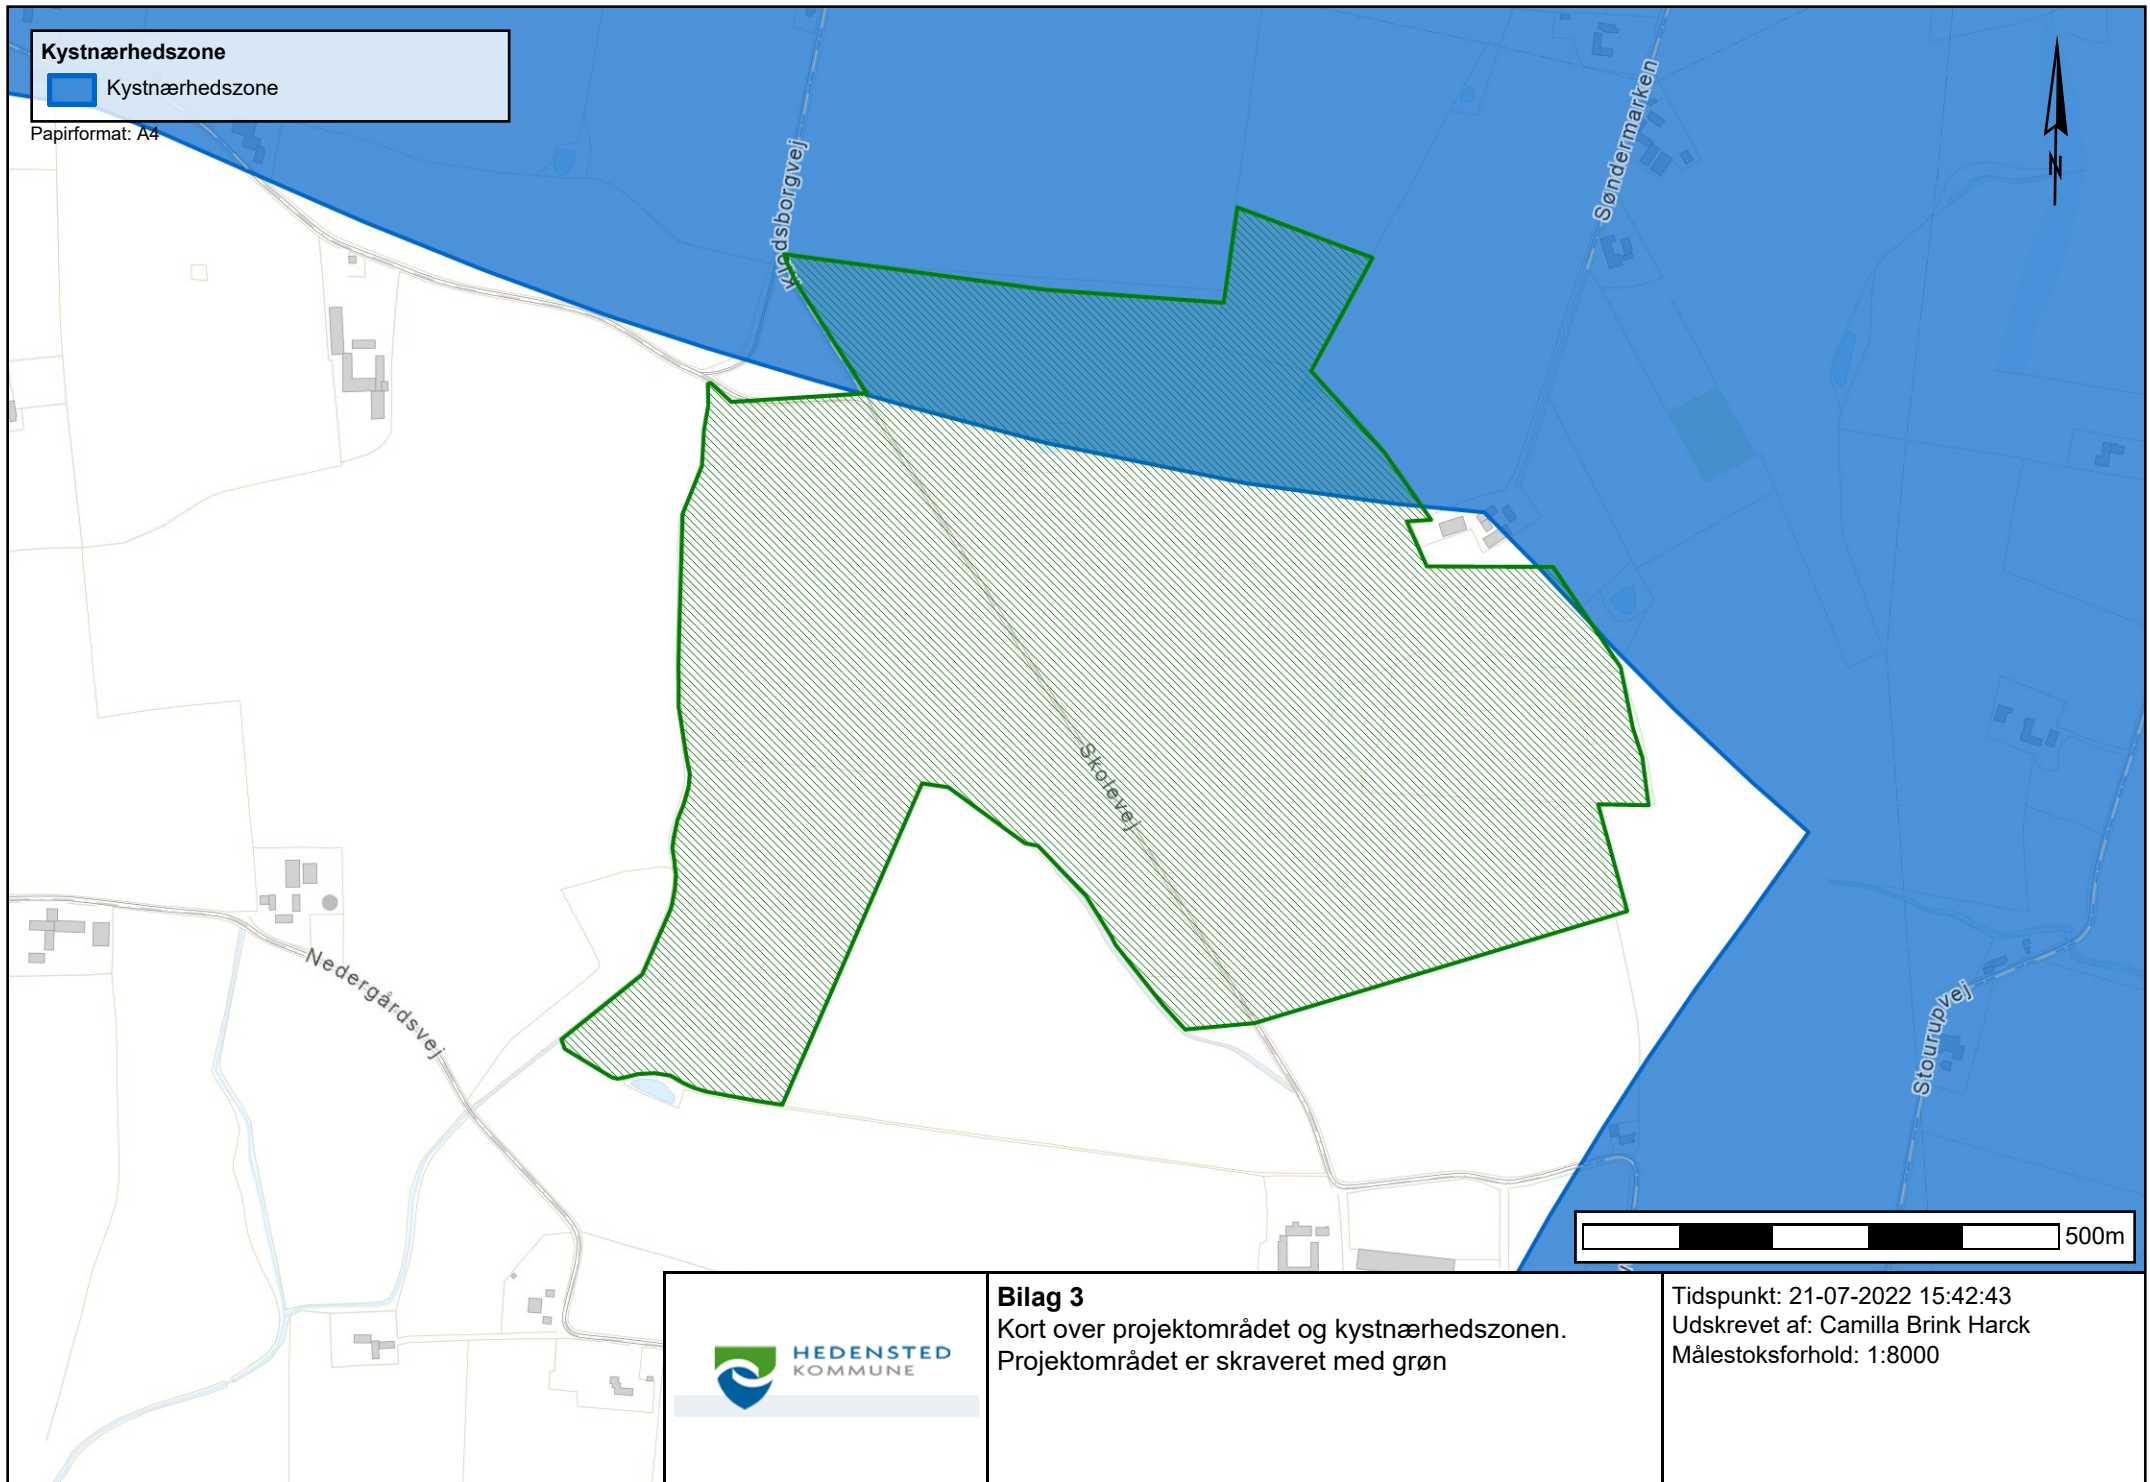 Kystnærhedszone
Kystnærhedszone
Papirformat: A4
Klodsborgvej
Søndermarken
N
Skolevej
Nedergårdsvej
Stourupvej
500m
HEDENSTED
KOMMUNE
Bilag 3
Kort over projektområdet og kystnærhedszonen.
Projektområdet er skraveret med grøn
Tidspunkt: 21-07-2022 15:42:43
Udskrevet af: Camilla Brink Harck
Målestoksforhold: 1:8000